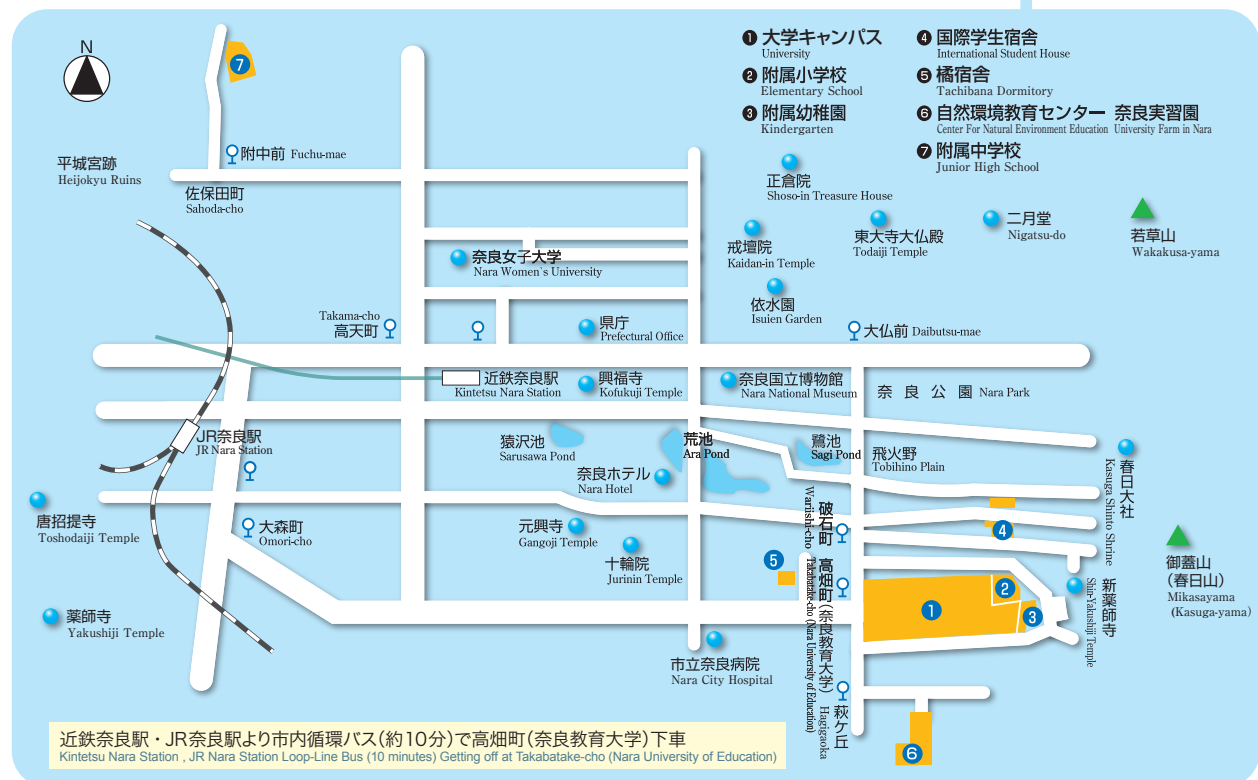 N
❶ 大学キャンパス
University
❷ 附属小学校
Elementary School
❸ 附属幼稚園
Kindergarten
❹ 国際学生宿舎
International Student House
❺ 橘宿舎
Tachibana Dormitory
❻ 自然環境教育センター 奈良実習園
Center For Natural Environment Education University Farm in Nara
❼ 附属中学校
Junior High School
7
附中前 Fuchu-mae
平城宮跡
Heijokyu Ruins
佐保田町
Sahoda-cho
正倉院
Shoso-in Treasure House
戒壇院
Kaidan-in Temple
東大寺大仏殿
Todaiji Temple
二月堂
Nigatsu-do
若草山
Wakakusa-yama
奈良女子大学
Nara Women`s University
依水園
Isuien Garden
Takama-cho
高天町
県庁
Prefectural Office
大仏前 Daibutsu-mae
近鉄奈良駅
Kintetsu Nara Station
興福寺
Kofukuji Temple
奈良国立博物館
Nara National Museum
奈良公園 Nara Park
JR奈良駅
JR Nara Station
猿沢池
Sarusawa Pond
荒池
Ara Pond
鷺池
Sagi Pond
飛火野
Tobihino Plain
奈良ホテル
Nara Hotel
春日大社
Kasuga Shinto Shrine
唐招提寺
Toshodaiji Temple
大森町
Omori-cho
元興寺
Gangoji Temple
破石町
Wariishi-cho
4
十輪院
Jurinin Temple
5
高畑町(奈良教育大学)
Takabatake-cho (Nara University of Education)
1
2
3
新薬師寺
Shin-Yakushiji Temple
御蓋山
(春日山)
Mikasayama
(Kasuga-yama)
薬師寺
Yakushiji Temple
市立奈良病院
Nara City Hospital
萩ケ丘
Hagigaoka
6
近鉄奈良駅・JR奈良駅より市内循環バス(約10分)で高畑町(奈良教育大学)下車
Kintetsu Nara Station , JR Nara Station Loop-Line Bus (10 minutes) Getting off at Takabatake-cho (Nara University of Education)